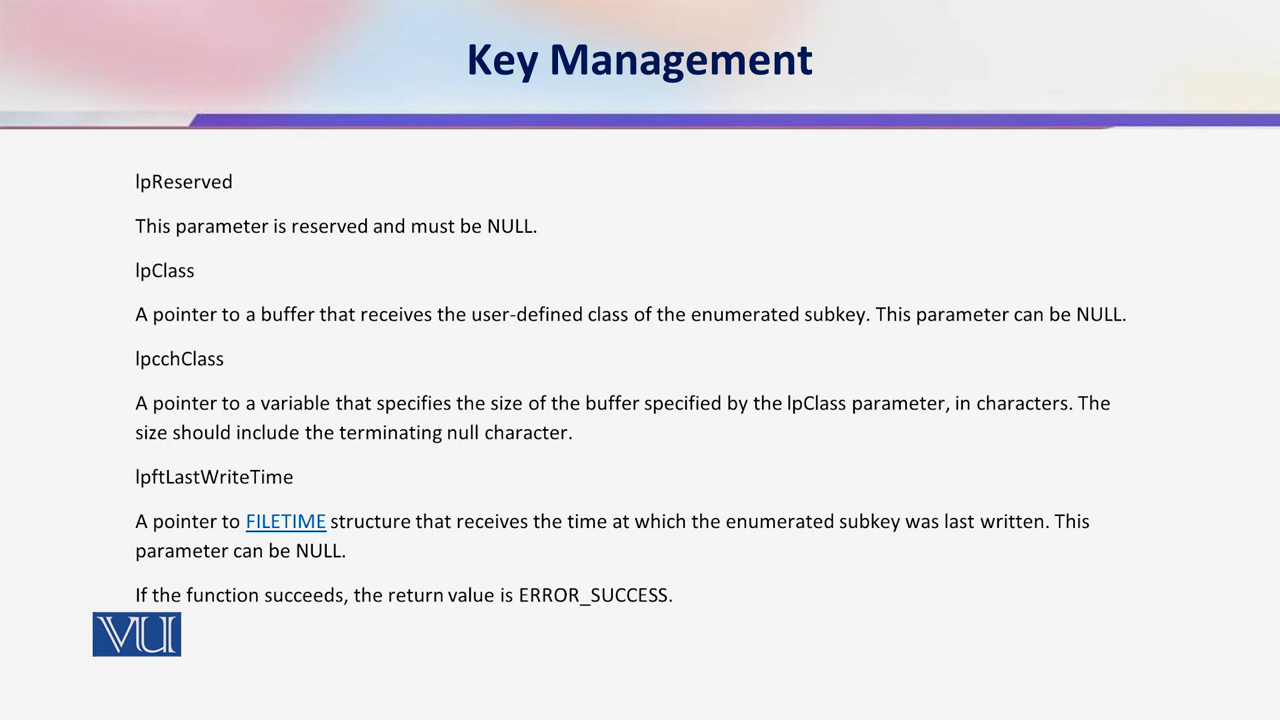 Key Management
lpReserved
This parameter is reserved and must be NULL.
lpClass
A pointer to a buffer that receives the user-defined class of the enumerated subkey. This parameter can be NULL.
lpcchClass
A pointer to a variable that specifies the size of the buffer specified by the lpClass parameter, in characters. The
size should include the terminating null character.
lpftLastWriteTime
A pointer to FILETIME structure that receives the time at which the enumerated subkey was last written. This
parameter can be NULL.
If the function succeeds, the return value is ERROR_SUCCESS.
VU